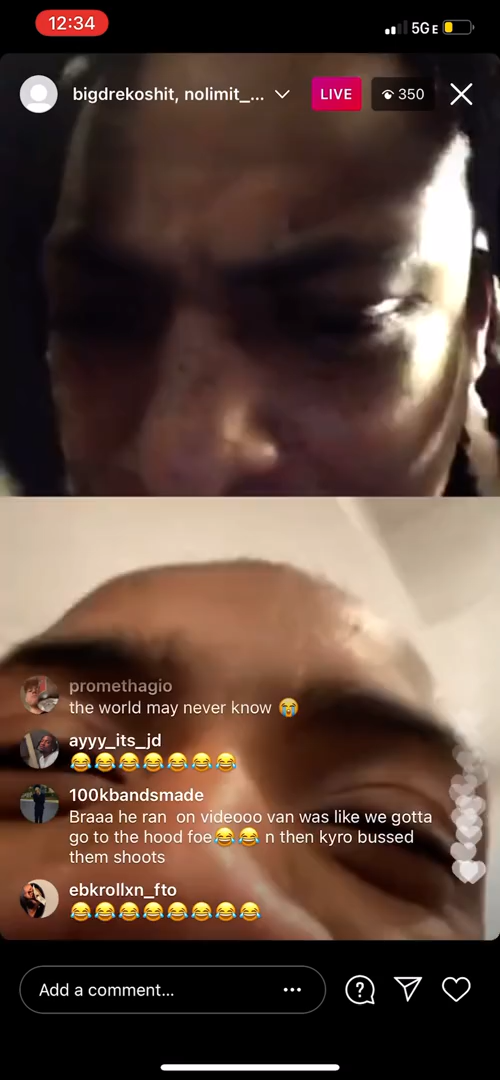 12:34
5GE
bigdrekoshit, nolimit_...
LIVE
350
promethagio
the world may never know 😭
ayyy_its_jd
😂😂😂😂😂😂😂
100kbandsmade
Braaa he ran  on videooo van was like we gotta
go to the hood foe😂😂 n then kyro bussed
them shoots
ebkrollxn_fto
😂😂😂😂😂😂😂😂
Add a comment...